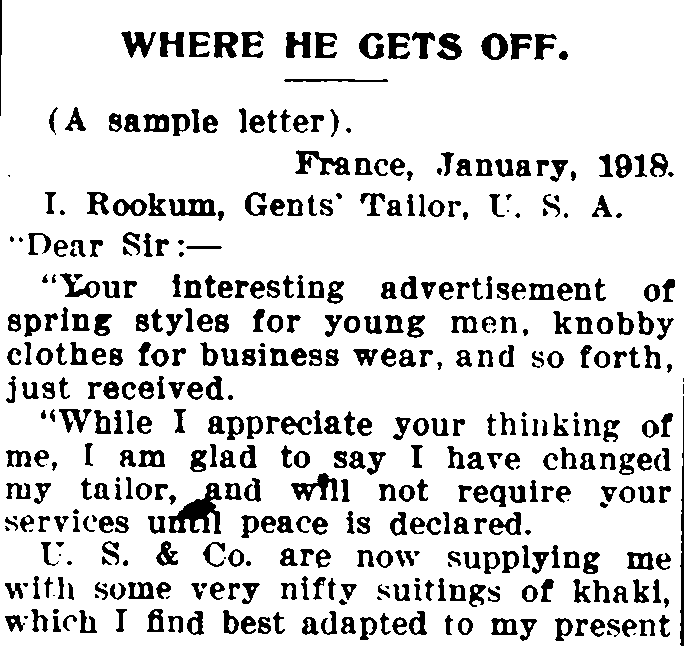 WHERE HE GETS OFF.
(A sample letter).
France, January, 1918.
I. Rookum, Gents' Tailor, U. S. A.
"Dear Sir:—
"Your interesting advertisement of
spring styles for young men, knobby
clothes for business wear, and so forth,
just received.
"While I appreciate your thinking of
me, I am glad to say I have changed
my tailor, and will not require your
services until peace is declared.
U. S. & Co. are now supplying me
with some very nifty suitings of khaki,
which I find best adapted to my present